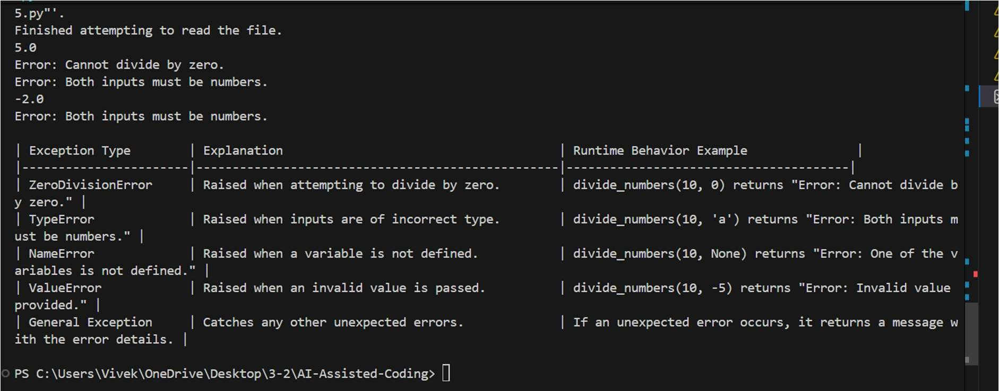 5.py"'.
Finished attempting to read the file.
5.0
Error: Cannot divide by zero.
Error: Both inputs must be numbers.
-2.0
Error: Both inputs must be numbers.
| Exception Type        | Explanation                                      | Runtime Behavior Example               |
|-----------------------|--------------------------------------------------|---------------------------------------|
| ZeroDivisionError     | Raised when attempting to divide by zero.        | divide_numbers(10, 0) returns "Error: Cannot divide b
y zero." |
| TypeError             | Raised when inputs are of incorrect type.        | divide_numbers(10, 'a') returns "Error: Both inputs m
ust be numbers." |
| NameError             | Raised when a variable is not defined.           | divide_numbers(10, None) returns "Error: One of the v
ariables is not defined." |
| ValueError            | Raised when an invalid value is passed.          | divide_numbers(10, -5) returns "Error: Invalid value 
provided." |
| General Exception     | Catches any other unexpected errors.             | If an unexpected error occurs, it returns a message w
ith the error details. |
PS C:\Users\Vivek\OneDrive\Desktop\3-2\AI-Assisted-Coding>